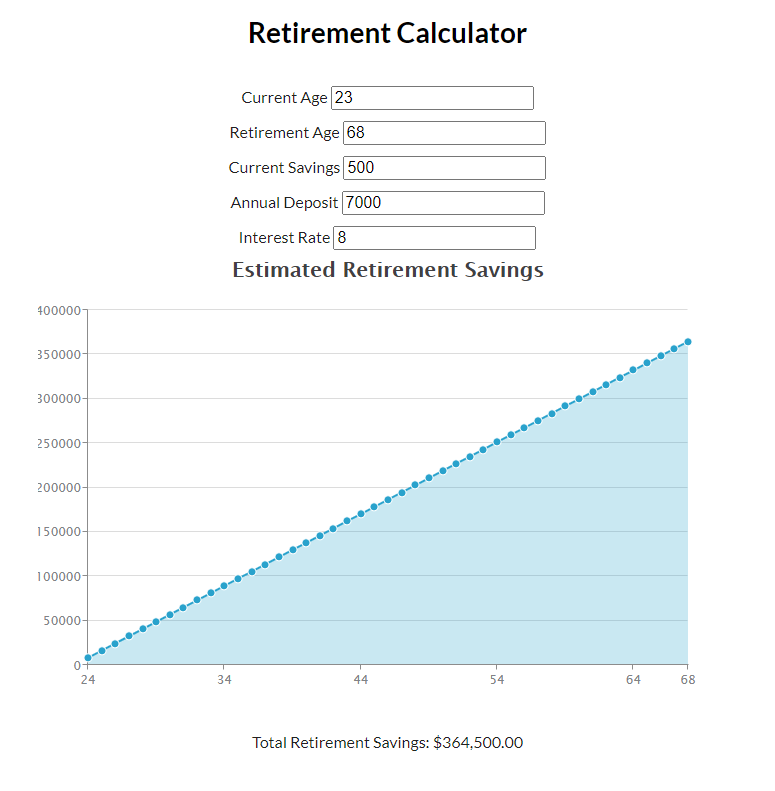 Retirement Calculator
Current Age 23
Retirement Age 68
Current Savings 500
Annual Deposit 7000
Interest Rate 8
Estimated Retirement Savings
400000
350000
300000
250000
200000
150000
100000
50000
0
24 34 44 54 64 68
Total Retirement Savings: $364,500.00